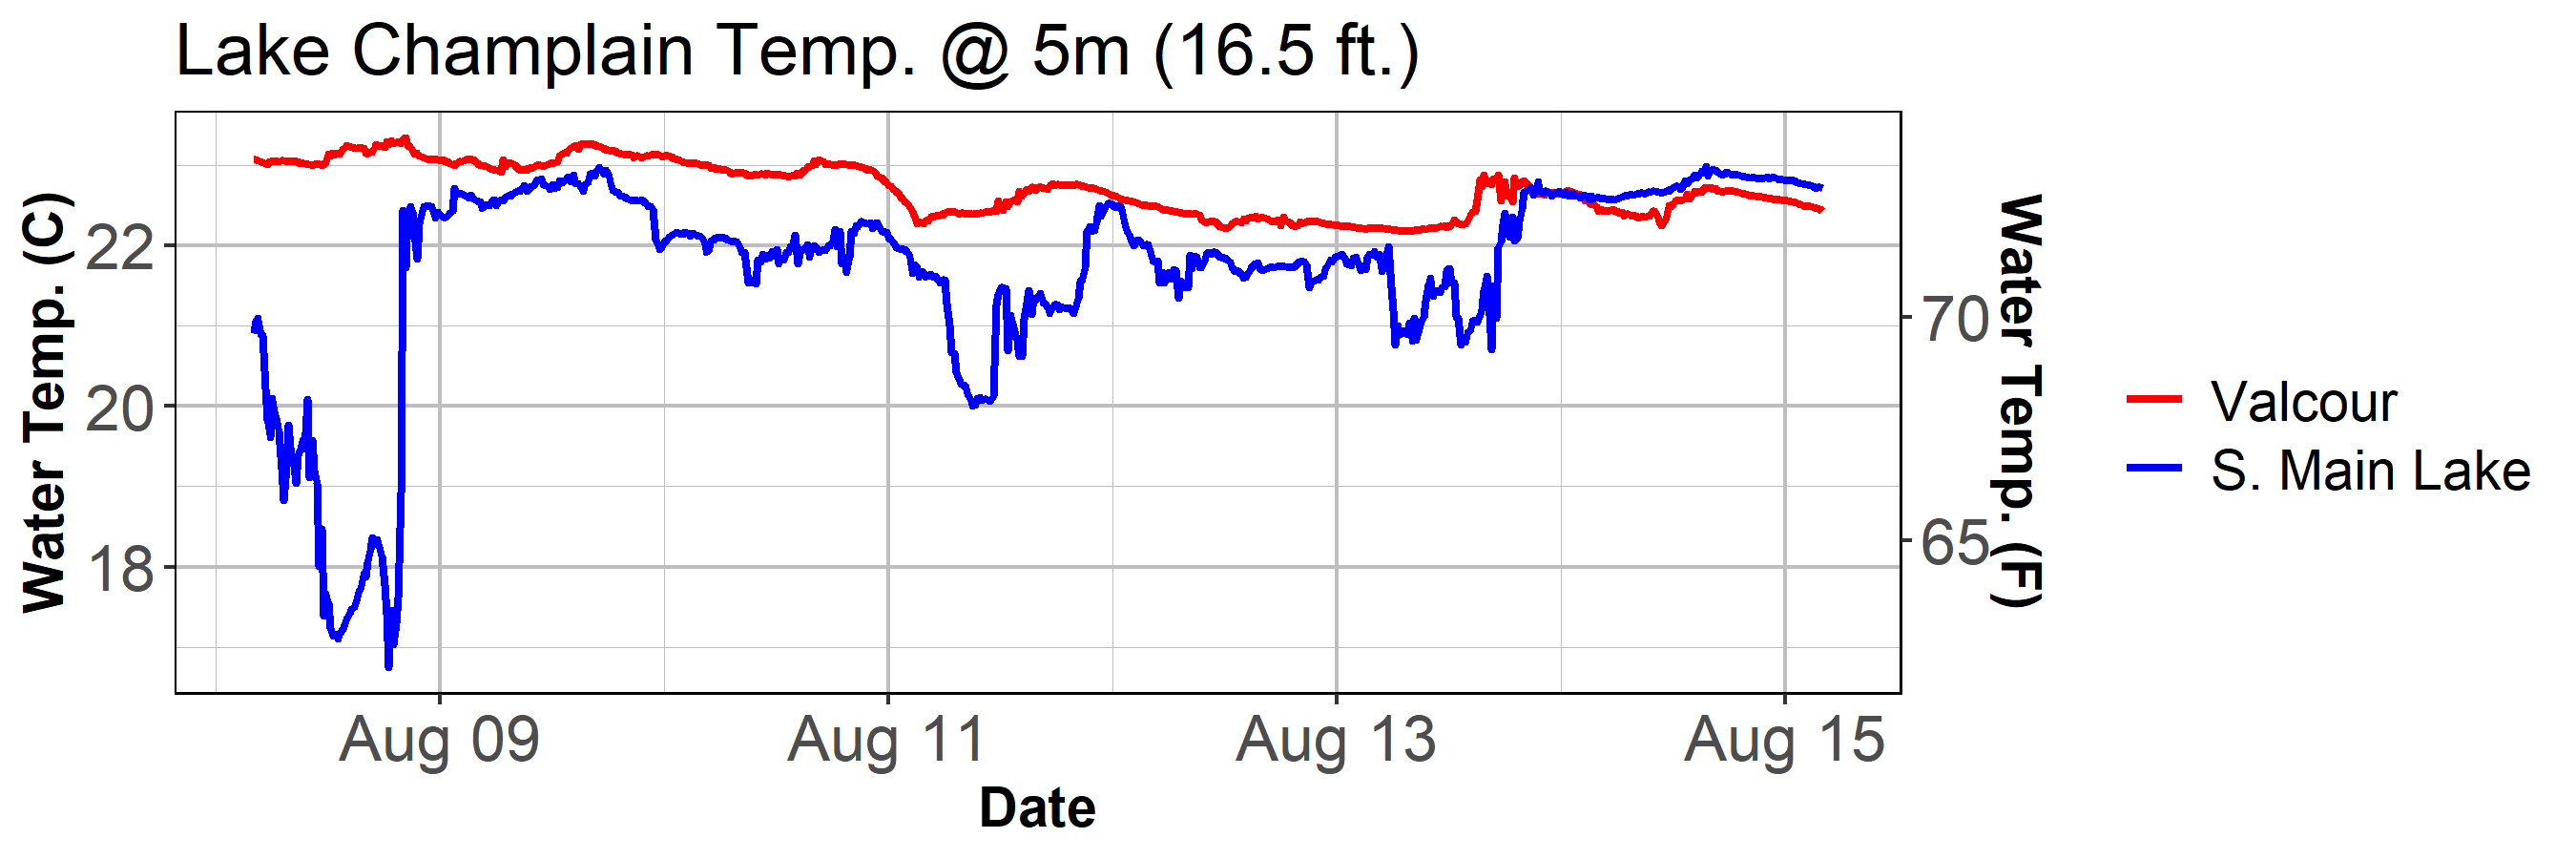 Lake Champlain Temp. @ 5m (16.5 ft.)
Water Temp. (C)
22
20
18
70
65
Water Temp. (F)
Valcour
S. Main Lake
Aug 09
Aug 11
Aug 13
Aug 15
Date